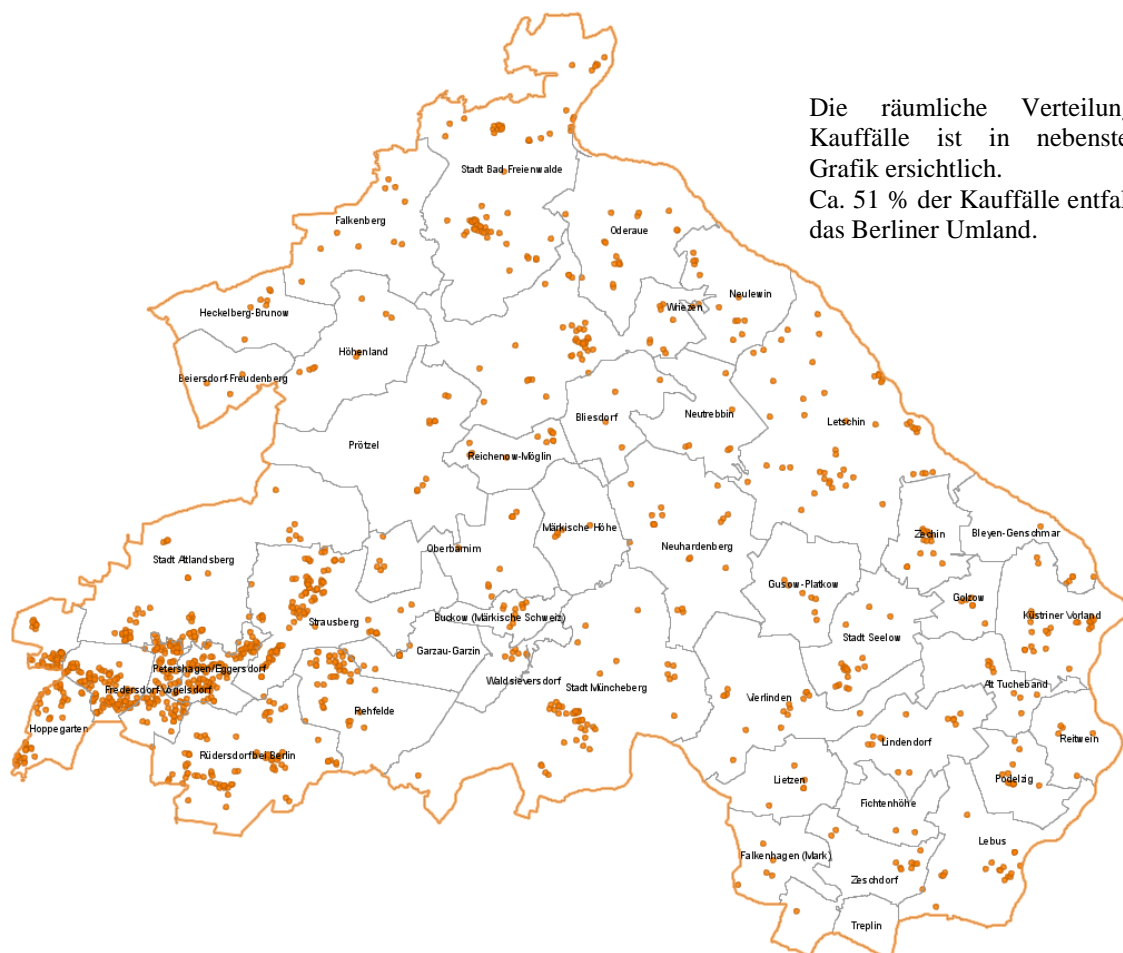 Die räumliche Verteilung
Kauffälle ist in nebenste
Grafik ersichtlich.
Ca. 51 % der Kauffälle entfal
das Berliner Umland.
Stadt Bad Freienwalde
Falkenberg
Oderaue
Neulewin
Wriezen
Heckelberg-Brunow
Höhenland
Beiersdorf-Freudenberg
Bliesdorf
Neutrebbin
Letschin
Prötzel
Reichenow-Möglin
Märkische Höhe
Zechin
Bleyen-Genschmar
Oberbarnim
Neuhardenberg
Stadt Altlandsberg
Gusow-Platkow
Golzow
Küstriner Vorland
Buckow (Märkische Schweiz)
Strausberg
Stadt Seelow
Garzau-Garzin
Petershagen/Eggersdorf
Waldsieversdorf
Stadt Müncheberg
Alt Tucheband
Fredersdorf-Vogelsdorf
Vierlinden
Rehfelde
Hoppegarten
Reitwein
Lindendorf
Rüdersdorf bei Berlin
Lietzen
Podelzig
Fichtenhöhe
Lebus
Falkenhagen (Mark)
Zeschdorf
Treplin